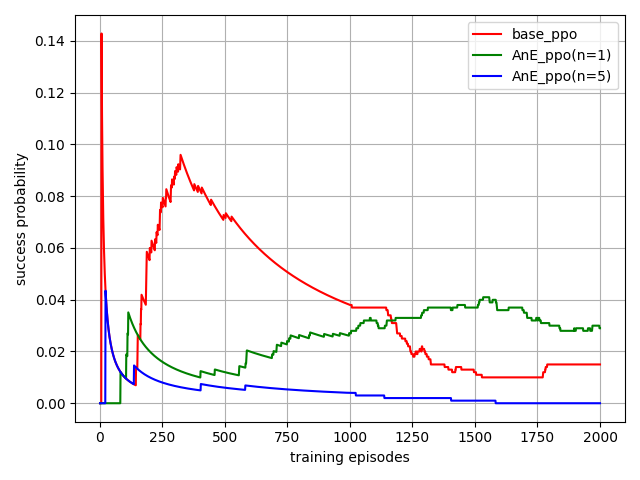 base_ppo
AnE_ppo(n=1)
AnE_ppo(n=5)
0.14
0.12
0.10
0.08
0.06
0.04
0.02
0.00
success probability
0 250 500 750 1000 1250 1500 1750 2000
training episodes